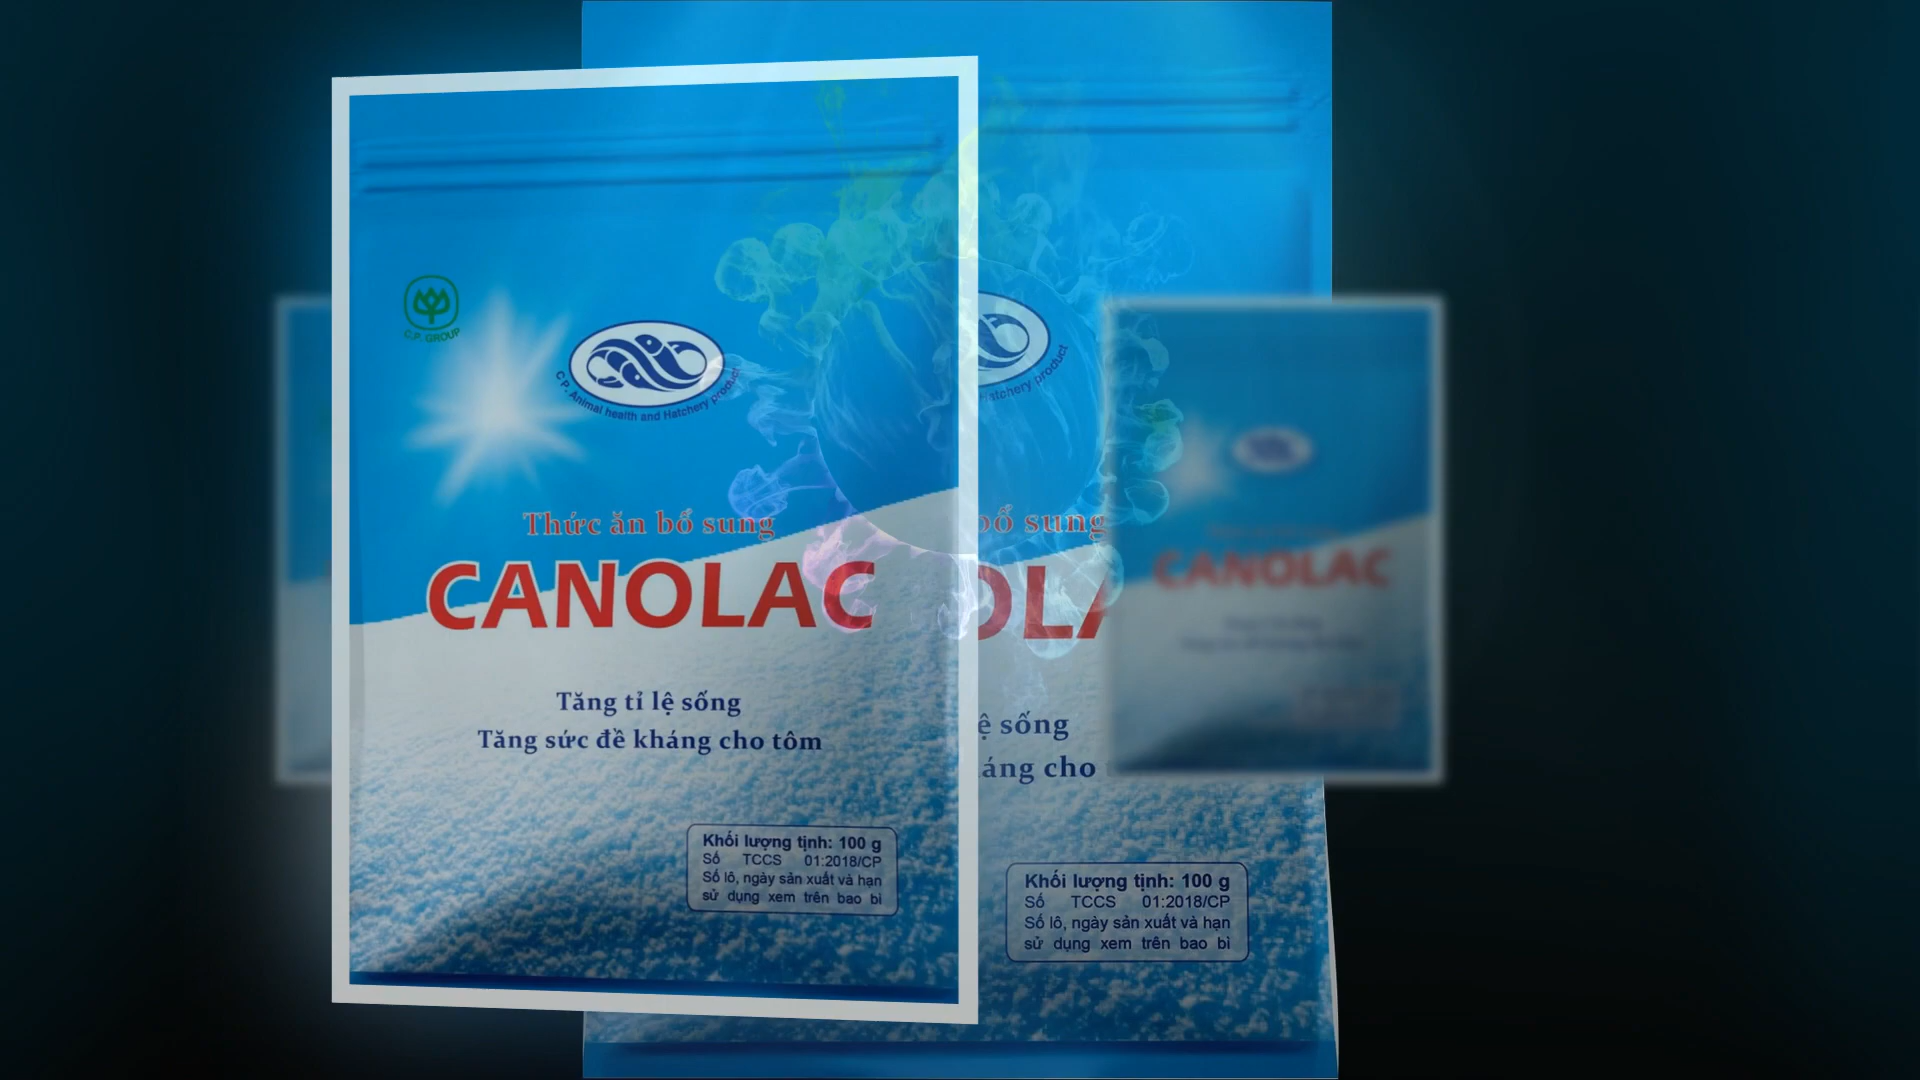 C.P. GROUP
C.P. Animal health and Hatchery product
Thức ăn bổ sung
CANOLAC
Tăng tỉ lệ sống
Tăng sức đề kháng cho tôm
Khối lượng tịnh: 100 g
Số TCCS 01:2018/CP
Số lô, ngày sản xuất và hạn
sử dụng xem trên bao bì
Hatchery product
bổ sung
OLA
ệ sống
áng cho
Khối lượng tịnh: 100 g
Số TCCS 01:2018/CP
Số lô, ngày sản xuất và hạn
sử dụng xem trên bao bì
CANOLAC